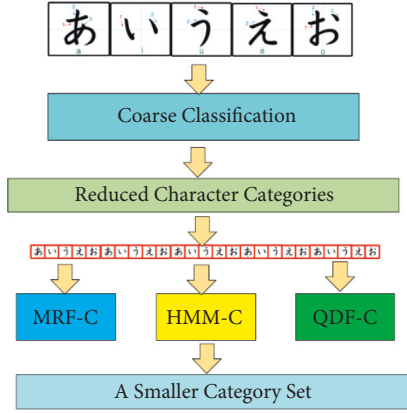 あ い う え お
a i u e o
Coarse Classification
Reduced Character Categories
あいうえおあいうえおあいうえおあいうえおあいうえお
MRF-C HMM-C QDF-C
A Smaller Category Set